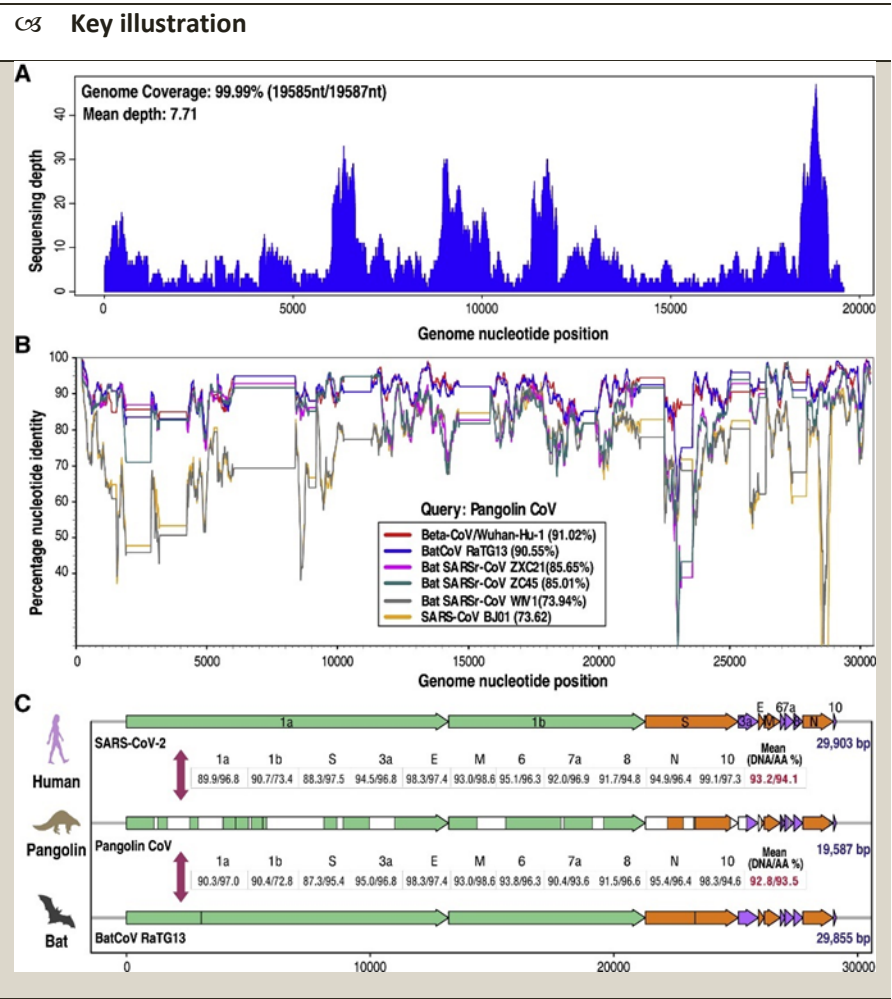 Key illustration
A
Genome Coverage: 99.99% (19585nt/19587nt)
Mean depth: 7.71
Sequensing depth
40
30
20
10
0
0 5000 10000 15000 20000
Genome nucleotide position
B
Percentage nucleotide identity
100
90
80
70
60
50
40
Query: Pangolin CoV
Beta-CoV/Wuhan-Hu-1 (91.02%)
BatCoV RaTG13 (90.55%)
Bat SARSr-CoV ZXC21(85.65%)
Bat SARSr-CoV ZC45 (85.01%)
Bat SARSr-CoV WIV1(73.94%)
SARS-CoV BJ01 (73.62)
0 5000 10000 15000 20000 25000 30000
Genome nucleotide position
C
E 67a 10
1a 1b S 3a M 8 N
SARS-CoV-2 29,903 bp
Human
1a 1b S 3a E M 6 7a 8 N 10 Mean (DNA/AA %)
89.9/96.8 90.7/73.4 88.3/97.5 94.5/96.8 98.3/97.4 93.0/98.6 95.1/96.3 92.0/96.9 91.7/94.8 94.9/96.4 99.1/97.3 93.2/94.1
Pangolin
Pangolin CoV 19,587 bp
1a 1b S 3a E M 6 7a 8 N 10 Mean (DNA/AA %)
90.3/97.0 90.4/72.8 87.3/95.4 95.0/96.8 98.3/97.4 93.0/98.6 93.8/96.3 90.4/93.6 91.5/96.6 95.4/96.4 98.3/94.6 92.8/93.5
Bat
BatCoV RaTG13 29,855 bp
0 10000 20000 30000